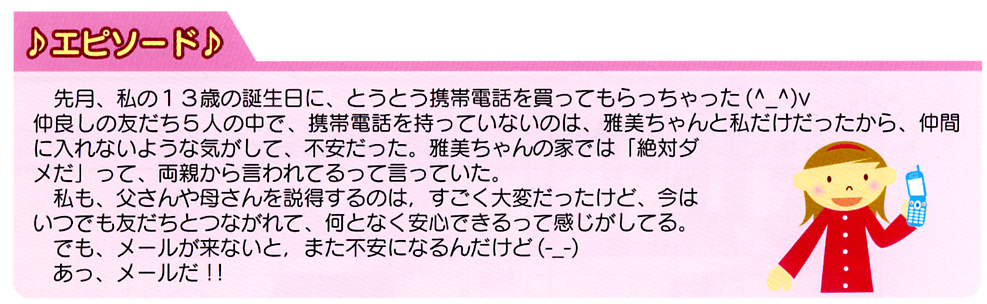 ♪エピソード♪
先月、私の１３歳の誕生日に、とうとう携帯電話を買ってもらっちゃった(^_^)v
仲良しの友だち５人の中で、携帯電話を持っていないのは、雅美ちゃんと私だけだったから、仲間
に入れないような気がして、不安だった。雅美ちゃんの家では「絶対ダ
メだ」って、両親から言われてるって言っていた。
私も、父さんや母さんを説得するのは，すごく大変だったけど、今は
いつでも友だちとつながれて、何となく安心できるって感じがしてる。
でも、メールが来ないと，また不安になるんだけど(-_-)
あっ、メールだ!!